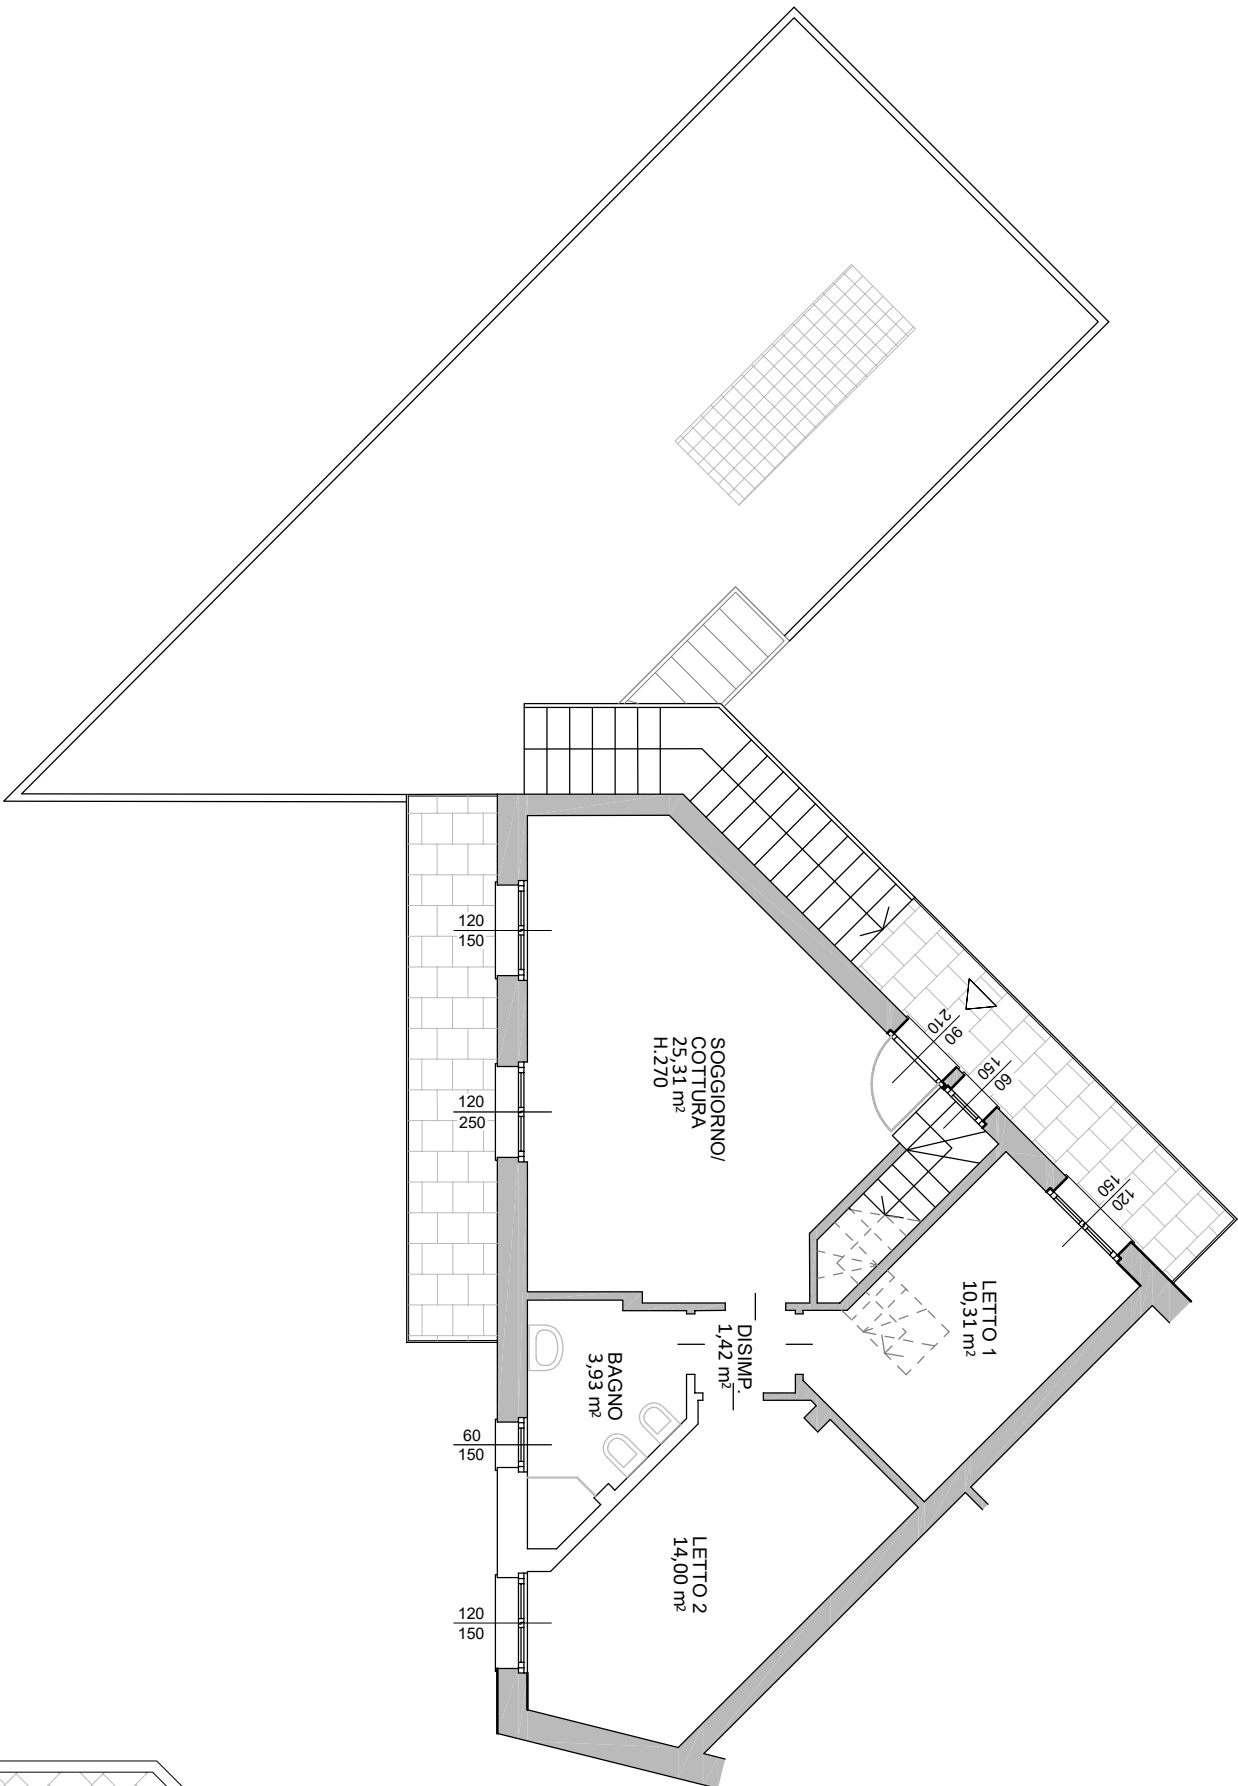 120
150
120
250
60
150
120
150
90
210
60
150
120
150
SOGGIORNO/
COTTURA
25,31 m²
H.270
LETTO 1
10,31 m²
DISIMP.
1,42 m²
BAGNO
3,93 m²
LETTO 2
14,00 m²